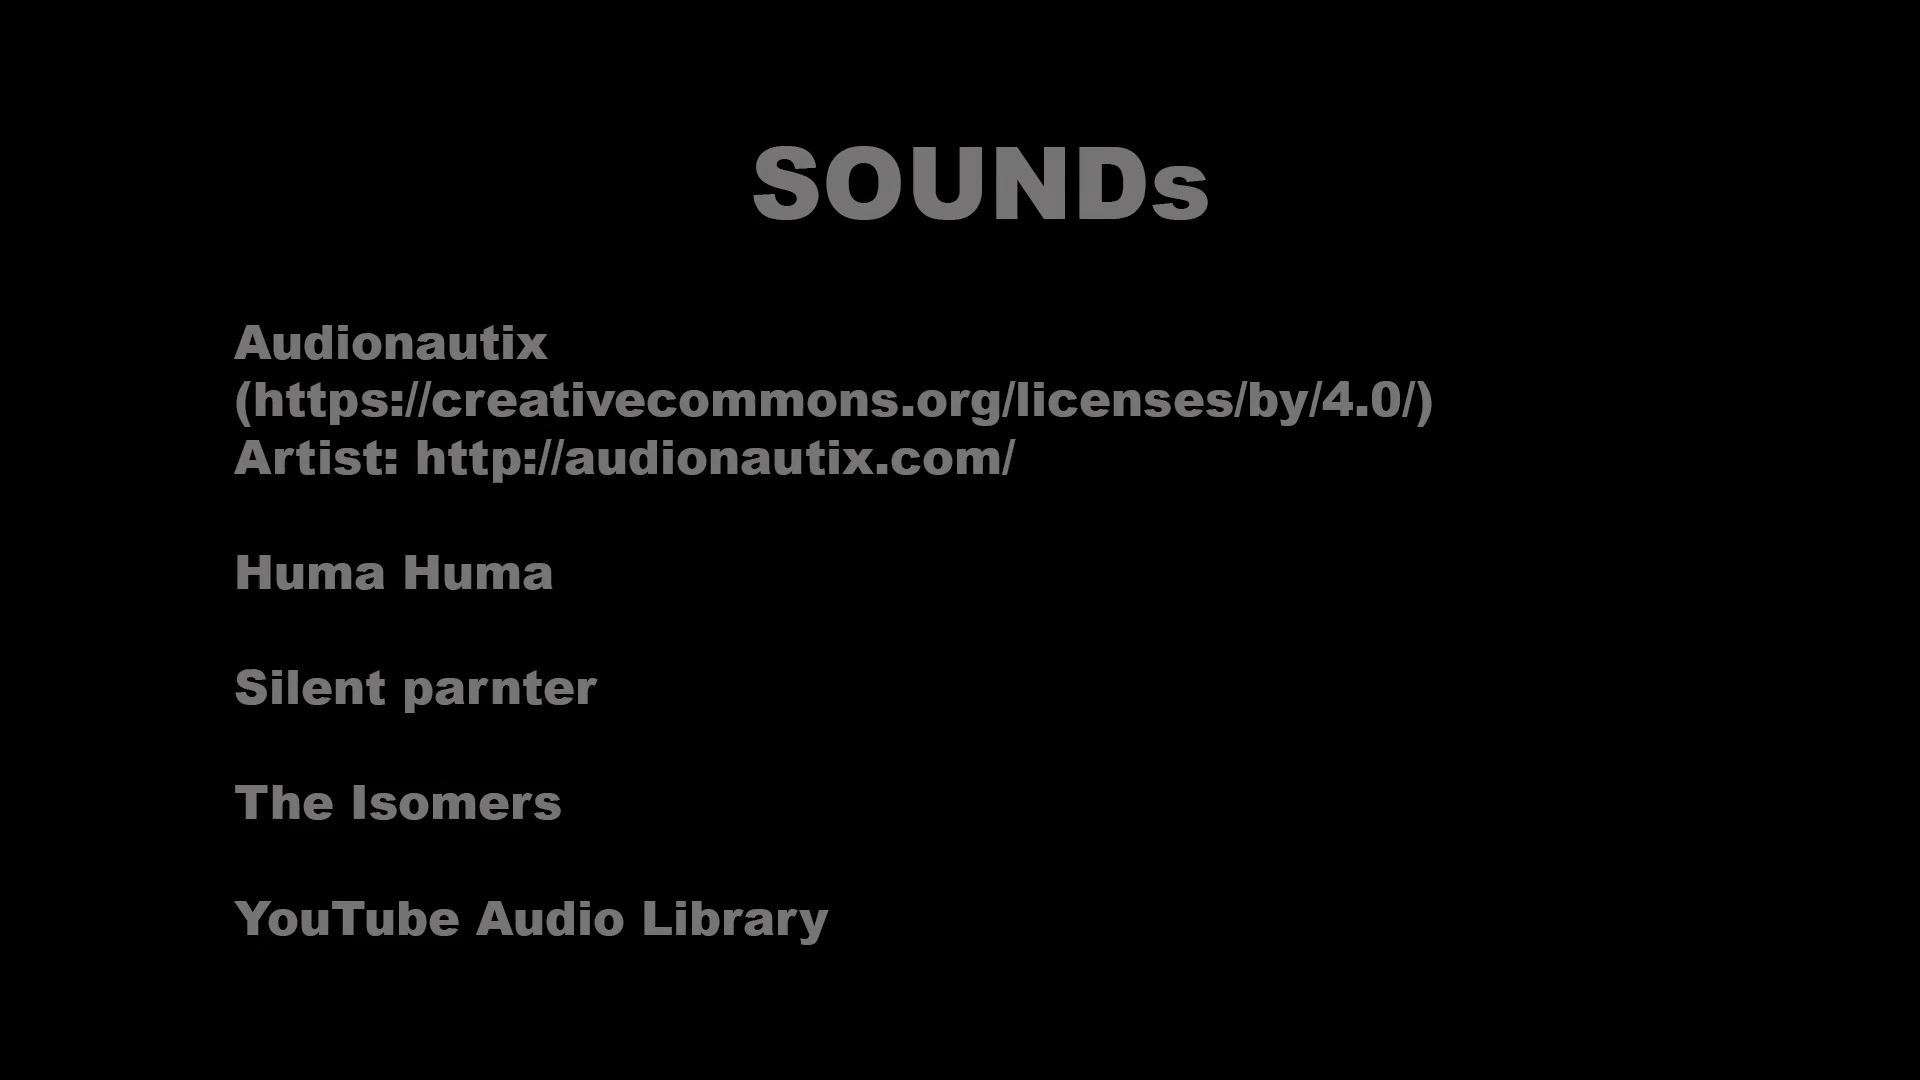 SOUNDs
Audionautix
(https://creativecommons.org/licenses/by/4.0/)
Artist: http://audionautix.com/
Huma Huma
Silent parnter
The Isomers
YouTube Audio Library